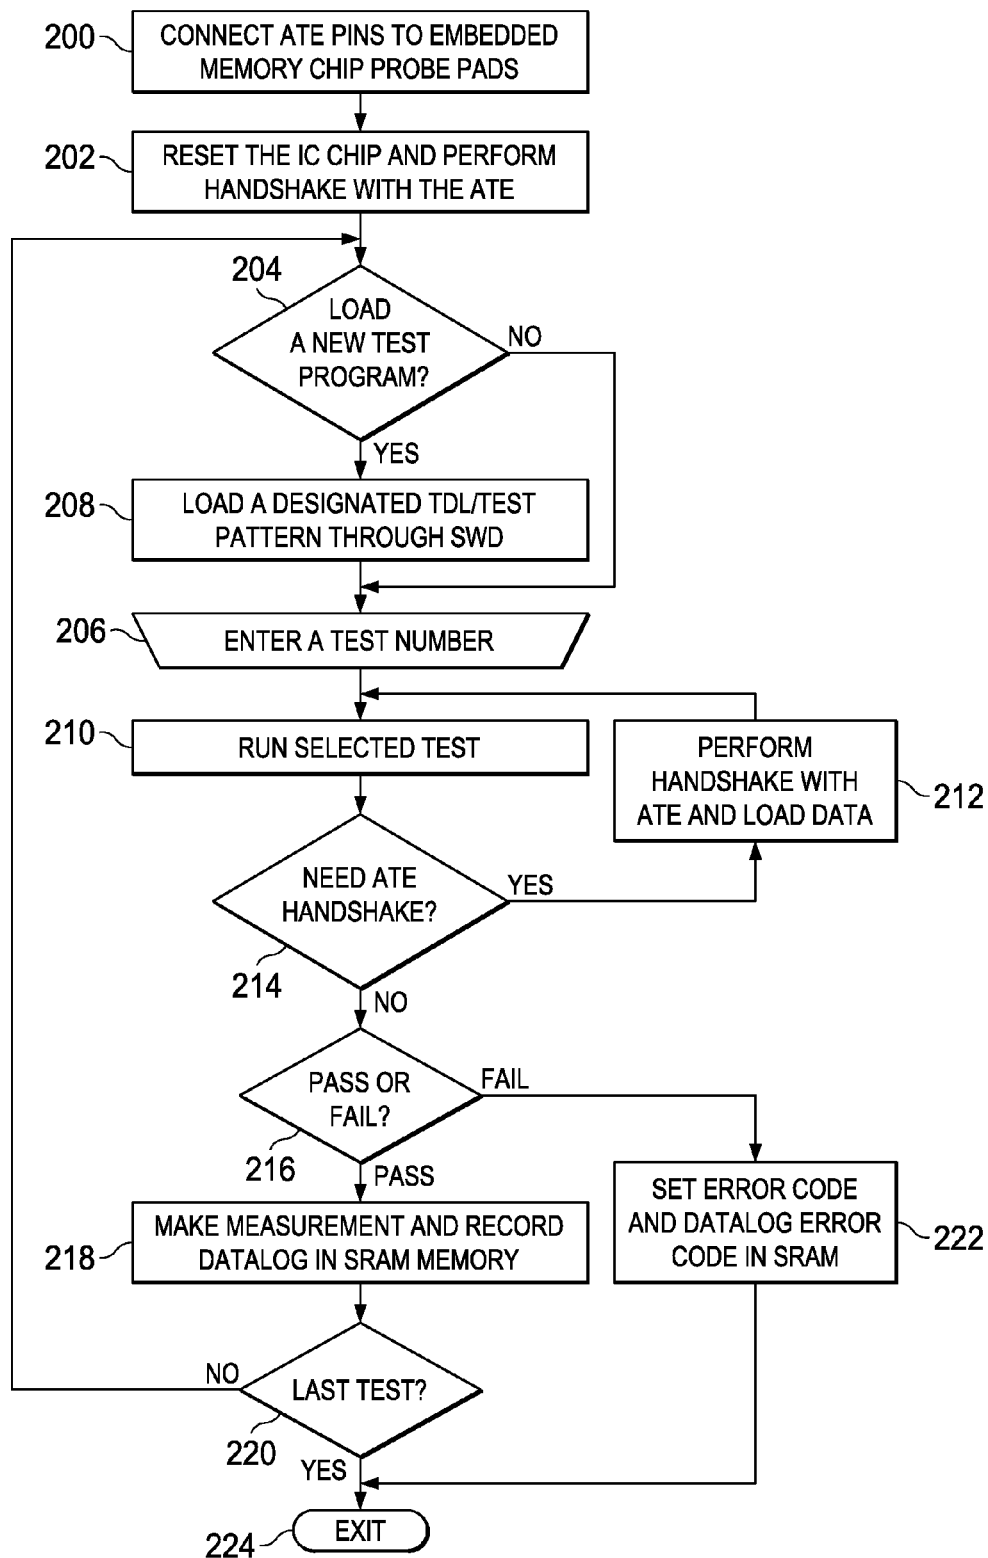 200
CONNECT ATE PINS TO EMBEDDED
MEMORY CHIP PROBE PADS
202
RESET THE IC CHIP AND PERFORM
HANDSHAKE WITH THE ATE
204
LOAD
A NEW TEST
PROGRAM?
NO
YES
208
LOAD A DESIGNATED TDL/TEST
PATTERN THROUGH SWD
206
ENTER A TEST NUMBER
210
RUN SELECTED TEST
PERFORM
HANDSHAKE WITH
ATE AND LOAD DATA
212
NEED ATE
HANDSHAKE?
YES
214
NO
PASS OR
FAIL?
FAIL
216
PASS
218
MAKE MEASUREMENT AND RECORD
DATALOG IN SRAM MEMORY
SET ERROR CODE
AND DATALOG ERROR
CODE IN SRAM
222
NO
LAST TEST?
220
YES
224
EXIT